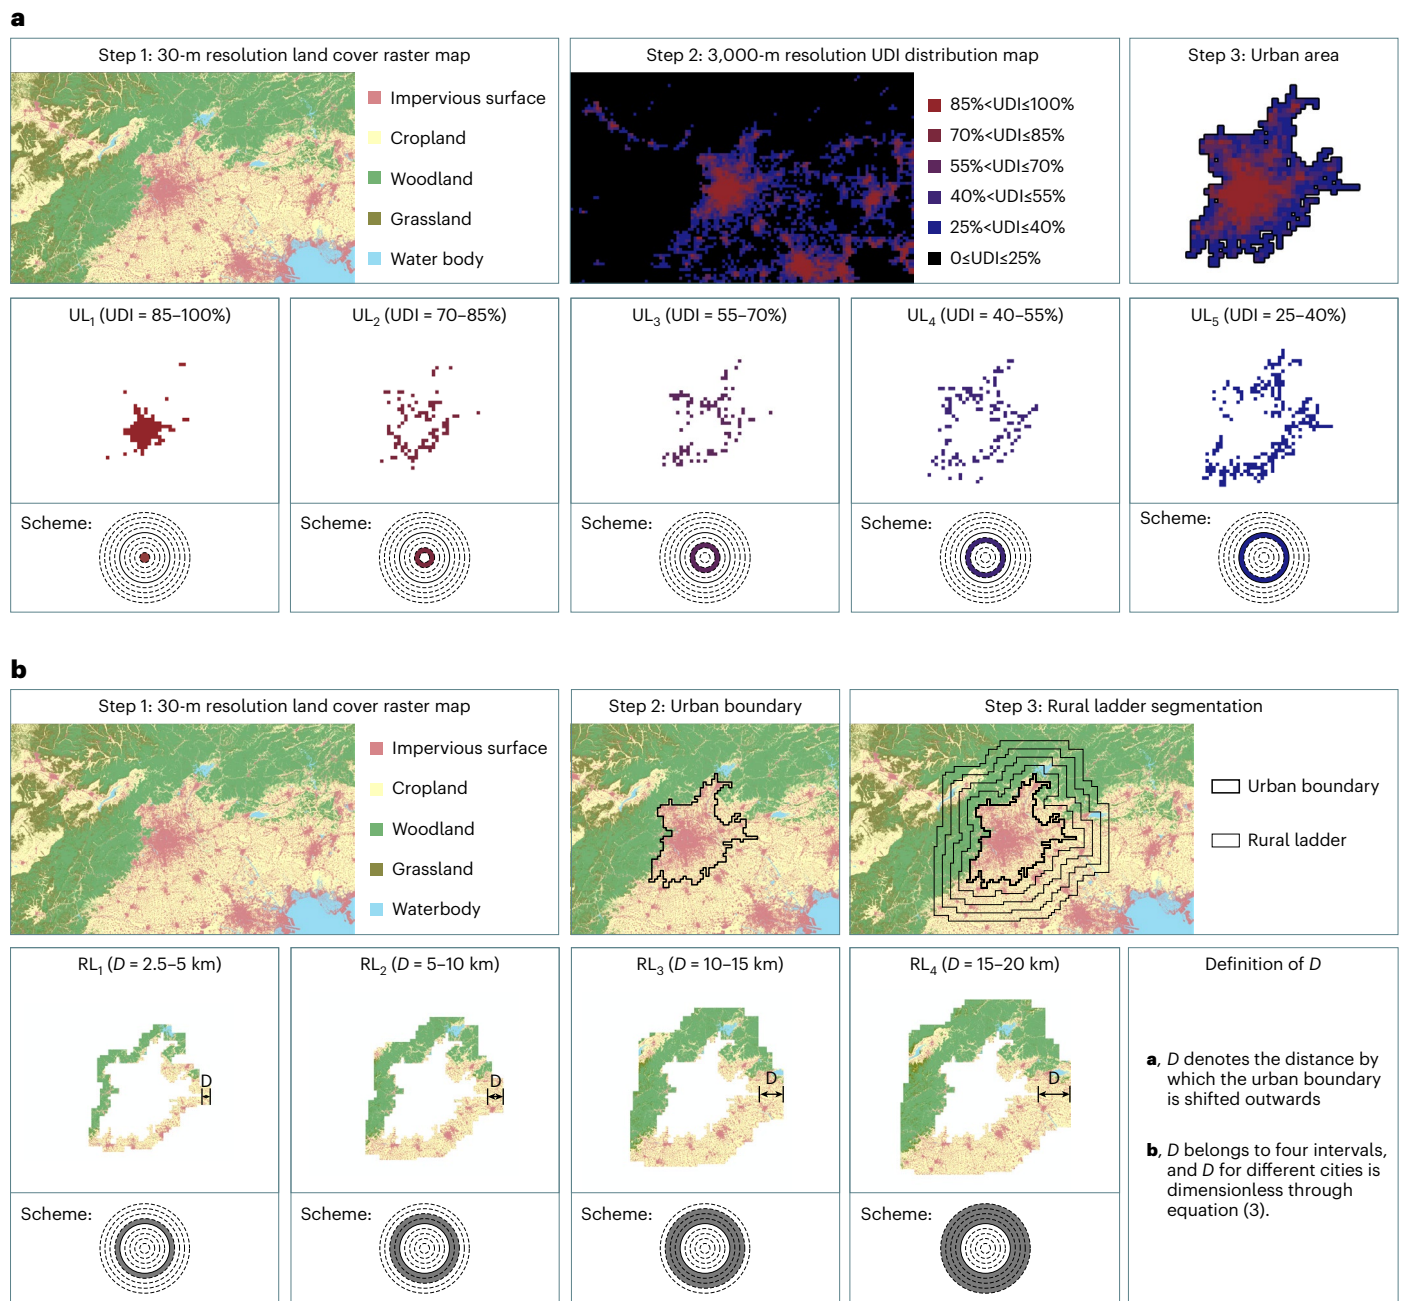 a
Step 1: 30-m resolution land cover raster map
Impervious surface
Cropland
Woodland
Grassland
Water body
Step 2: 3,000-m resolution UDI distribution map
85%<UDI≤100%
70%<UDI≤85%
55%<UDI≤70%
40%<UDI≤55%
25%<UDI≤40%
0≤UDI≤25%
Step 3: Urban area
UL1 (UDI = 85–100%)
Scheme:
UL2 (UDI = 70–85%)
Scheme:
UL3 (UDI = 55–70%)
Scheme:
UL4 (UDI = 40–55%)
Scheme:
UL5 (UDI = 25–40%)
Scheme:
b
Step 1: 30-m resolution land cover raster map
Impervious surface
Cropland
Woodland
Grassland
Waterbody
Step 2: Urban boundary
Step 3: Rural ladder segmentation
Urban boundary
Rural ladder
RL1 (D = 2.5–5 km)
D
Scheme:
RL2 (D = 5–10 km)
D
Scheme:
RL3 (D = 10–15 km)
D
Scheme:
RL4 (D = 15–20 km)
D
Scheme:
Definition of D
a, D denotes the distance by
which the urban boundary
is shifted outwards
b, D belongs to four intervals,
and D for different cities is
dimensionless through
equation (3).